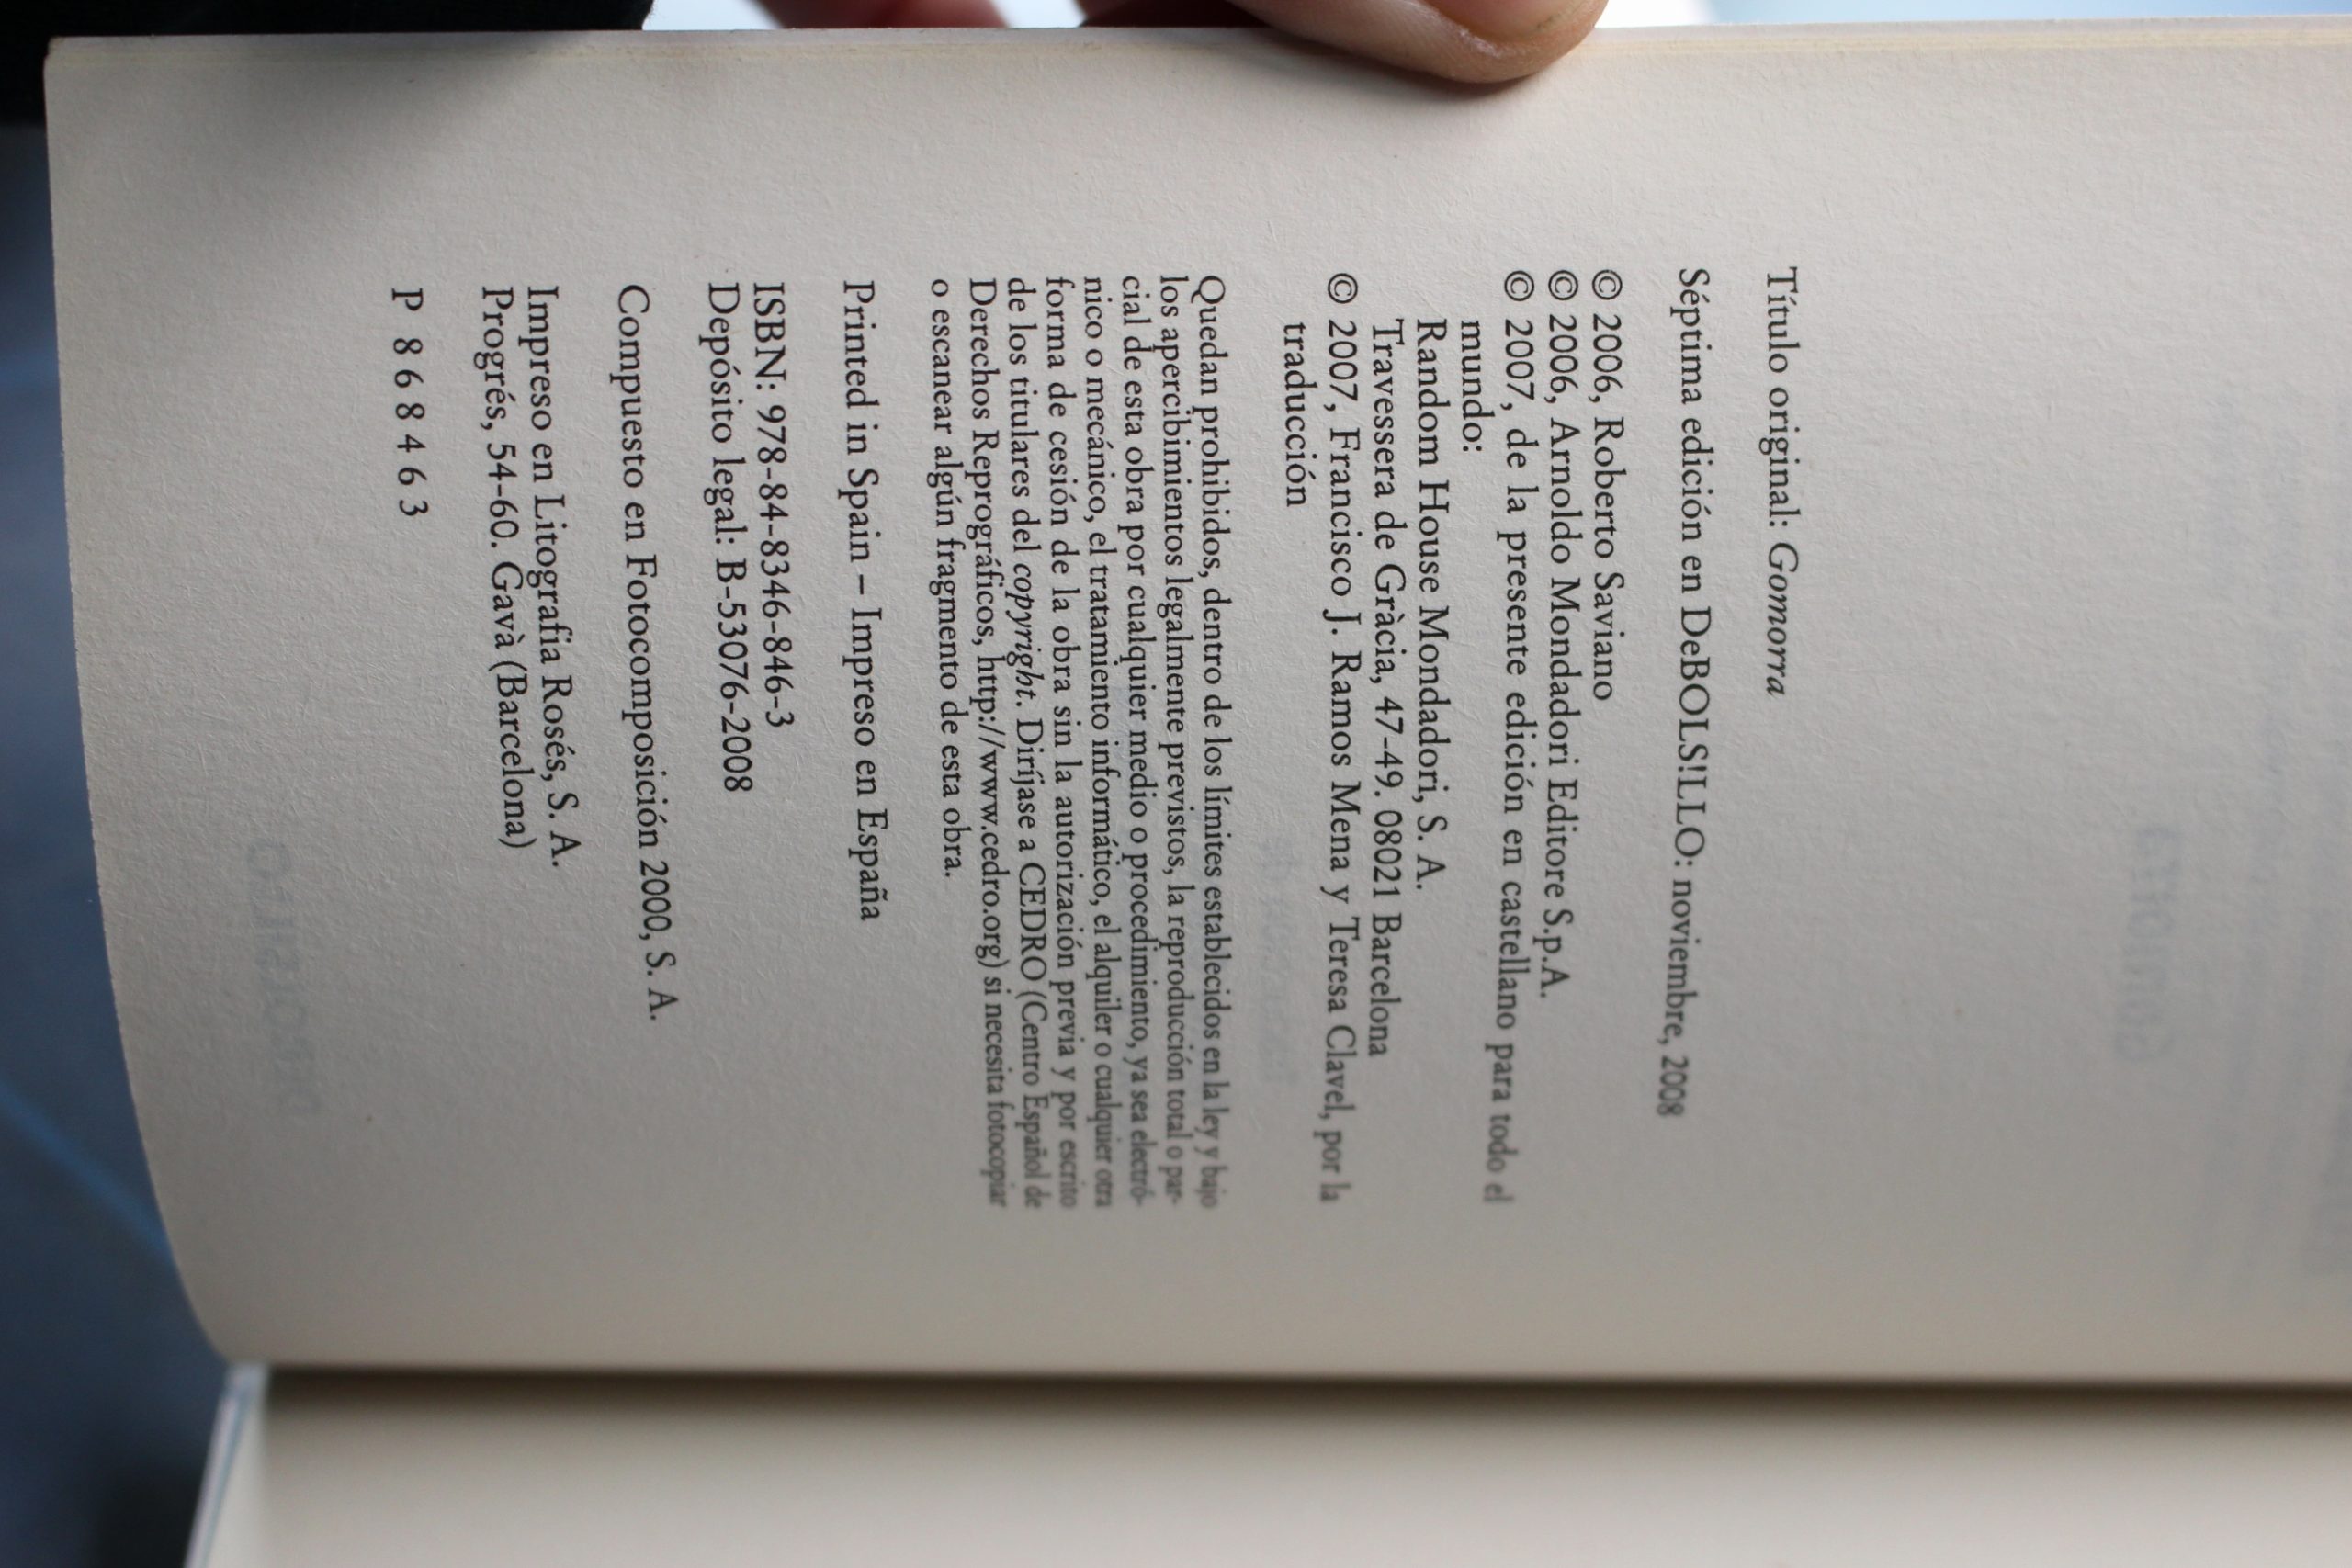 Título original: Gomorra
Séptima edición en DeBOLS!LLO: noviembre, 2008
© 2006, Roberto Saviano
© 2006, Arnoldo Mondadori Editore S.p.A.
© 2007, de la presente edición en castellano para todo el
mundo:
Random House Mondadori, S. A.
Travessera de Gràcia, 47-49. 08021 Barcelona
© 2007, Francisco J. Ramos Mena y Teresa Clavel, por la
traducción
Quedan prohibidos, dentro de los límites establecidos en la ley y bajo
los apercibimientos legalmente previstos, la reproducción total o par-
cial de esta obra por cualquier medio o procedimiento, ya sea electró-
nico o mecánico, el tratamiento informático, el alquiler o cualquier otra
forma de cesión de la obra sin la autorización previa y por escrito
de los titulares del copyright. Diríjase a CEDRO (Centro Español de
Derechos Reprográficos, http://www.cedro.org) si necesita fotocopiar
o escanear algún fragmento de esta obra.
Printed in Spain – Impreso en España
ISBN: 978-84-8346-846-3
Depósito legal: B-53076-2008
Compuesto en Fotocomposición 2000, S. A.
Impreso en Litografia Rosés, S. A.
Progrés, 54-60. Gavà (Barcelona)
P 868463